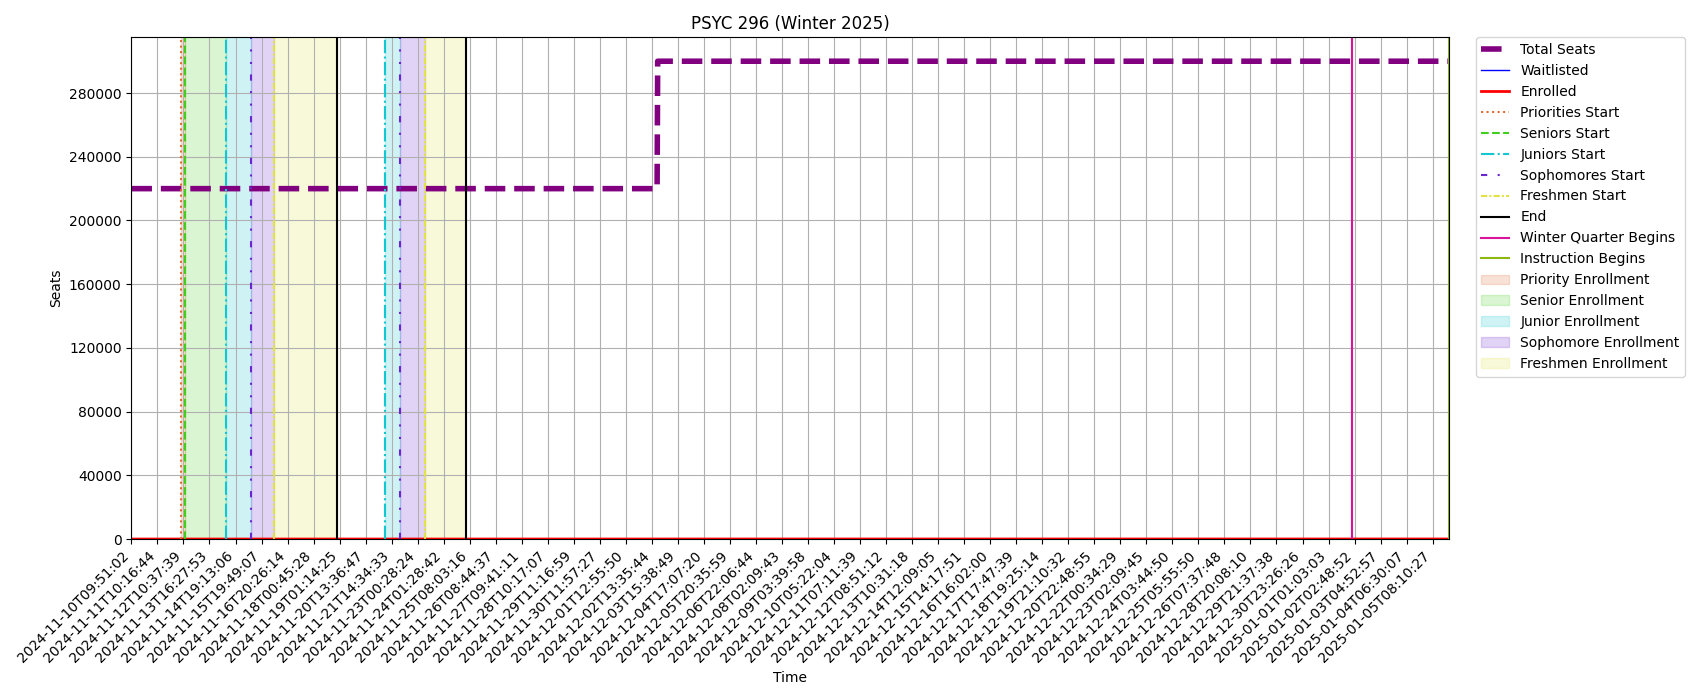 PSYC 296 (Winter 2025)
Seats
280000
240000
200000
160000
120000
80000
40000
0
2024-11-10T09:51:02
2024-11-11T10:16:44
2024-11-12T10:37:39
2024-11-13T16:27:53
2024-11-14T19:13:06
2024-11-15T19:49:07
2024-11-16T20:26:14
2024-11-18T00:45:28
2024-11-19T01:14:25
2024-11-20T13:36:47
2024-11-21T14:34:33
2024-11-23T00:28:24
2024-11-24T01:28:42
2024-11-25T08:03:16
2024-11-26T08:44:37
2024-11-27T09:41:11
2024-11-28T10:17:07
2024-11-29T11:16:59
2024-11-30T11:57:27
2024-12-01T12:55:50
2024-12-02T13:35:44
2024-12-03T15:38:49
2024-12-04T17:07:20
2024-12-05T20:35:59
2024-12-06T22:06:44
2024-12-08T02:09:43
2024-12-09T03:39:58
2024-12-10T05:22:04
2024-12-11T07:11:39
2024-12-12T08:51:12
2024-12-13T10:31:18
2024-12-14T12:09:05
2024-12-15T14:17:51
2024-12-16T16:02:00
2024-12-17T17:47:39
2024-12-18T19:25:14
2024-12-19T21:10:32
2024-12-20T22:48:55
2024-12-22T00:34:29
2024-12-23T02:09:45
2024-12-24T03:44:50
2024-12-25T05:55:50
2024-12-26T07:37:48
2024-12-28T20:08:10
2024-12-29T21:37:38
2024-12-30T23:26:26
2025-01-01T01:03:03
2025-01-02T02:48:52
2025-01-03T04:52:57
2025-01-04T06:30:07
2025-01-05T08:10:27
Time
Total Seats
Waitlisted
Enrolled
Priorities Start
Seniors Start
Juniors Start
Sophomores Start
Freshmen Start
End
Winter Quarter Begins
Instruction Begins
Priority Enrollment
Senior Enrollment
Junior Enrollment
Sophomore Enrollment
Freshmen Enrollment